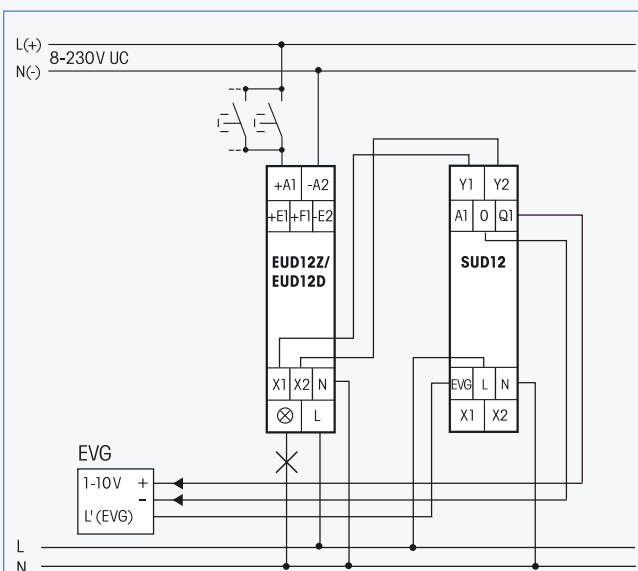 L(+)
8-230V UC
N(-)
+A1 -A2
+E1 +F1 -E2
EUD12Z/
EUD12D
X1 X2 N
L
Y1 Y2
A1 0 Q1
SUD12
EVG L N
X1 X2
EVG
1-10V +
-
L'(EVG)
L
N